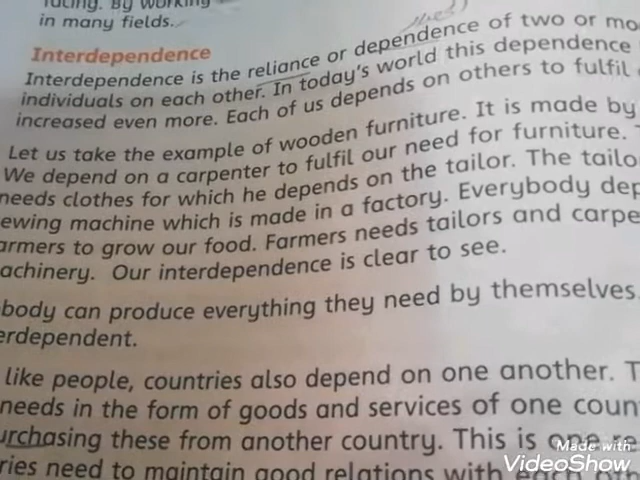 By working
in many fields.
Interdependence
Interdependence is the reliance or dependence of two or mo
individuals on each other. In today's world this dependence
increased even more. Each of us depends on others to fulfil
Let us take the example of wooden furniture. It is made by
We depend on a carpenter to fulfil our need for furniture.
needs clothes for which he depends on the tailor. The tailo
ewing machine which is made in a factory. Everybody dep
armers to grow our food. Farmers needs tailors and carpe
achinery. Our interdependence is clear to see.
body can produce everything they need by themselves
erdependent.
like people, countries also depend on one another. T
needs in the form of goods and services of one coun
urchasing these from another country. This is one
ries need to maintain good relations with each
Made with
VideoShow